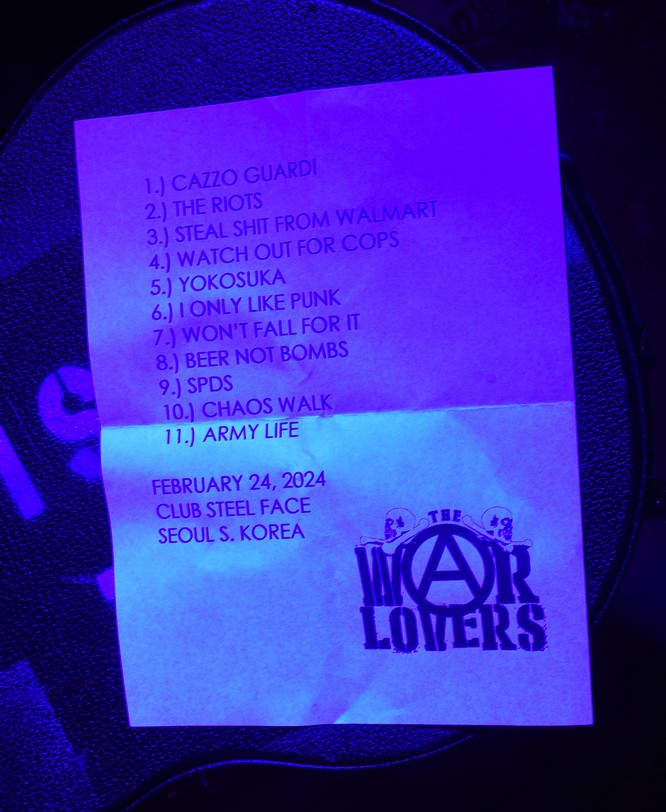 1.) CAZZO GUARDI
2.) THE RIOTS
3.) STEAL SHIT FROM WALMART
4.) WATCH OUT FOR COPS
5.) YOKOSUKA
6.) I ONLY LIKE PUNK
7.) WON'T FALL FOR IT
8.) BEER NOT BOMBS
9.) SPDS
10.) CHAOS WALK
11.) ARMY LIFE
FEBRUARY 24, 2024
CLUB STEEL FACE
SEOUL S. KOREA
THE
WAR
LOVERS